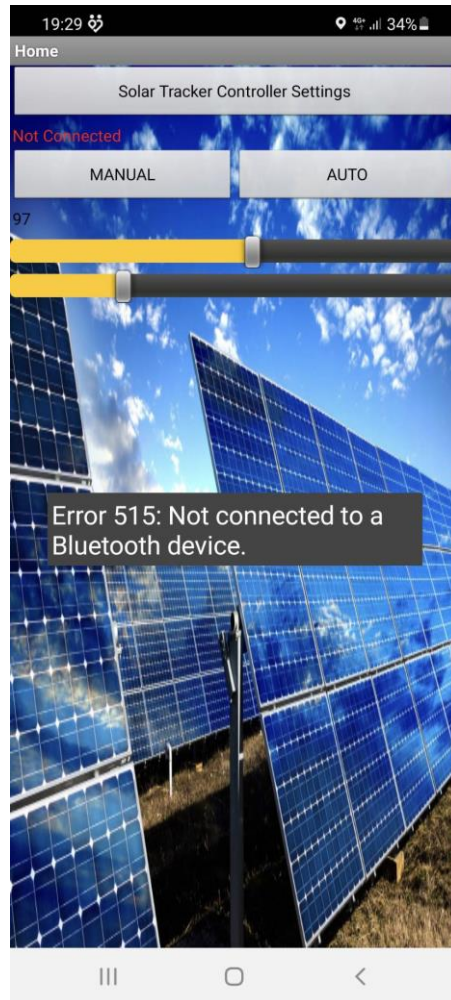 19:29 4G+ 34%
Home
Solar Tracker Controller Settings
Not Connected
MANUAL AUTO
97
Error 515: Not connected to a
Bluetooth device.